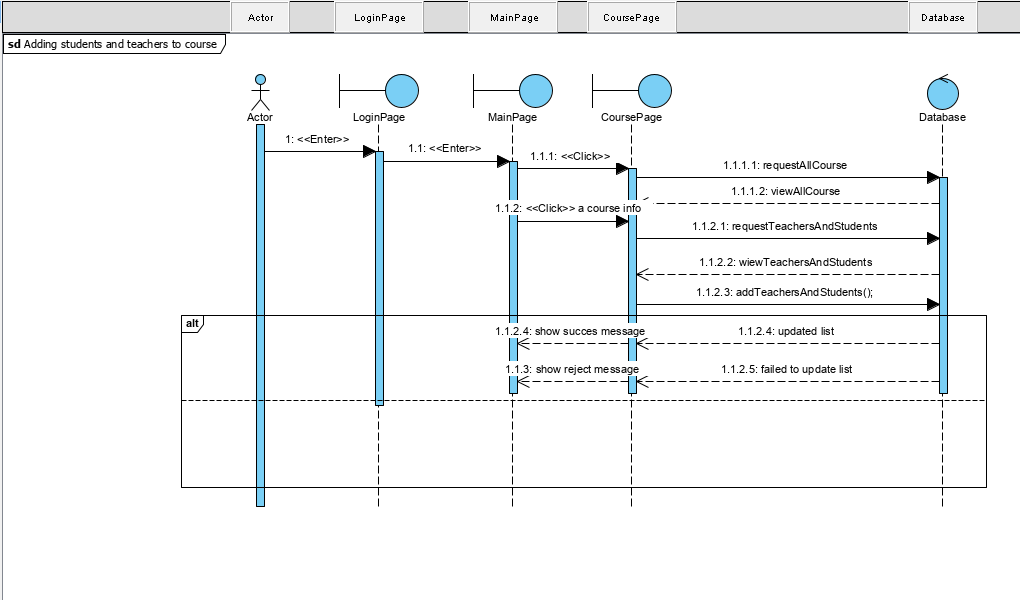 Actor LoginPage MainPage CoursePage Database
sd Adding students and teachers to course
Actor LoginPage MainPage CoursePage Database
1: <<Enter>>
1.1: <<Enter>>
1.1.1: <<Click>>
1.1.1.1: requestAllCourse
1.1.1.2: viewAllCourse
1.1.2: <<Click>> a course info
1.1.2.1: requestTeachersAndStudents
1.1.2.2: wiewTeachersAndStudents
1.1.2.3: addTeachersAndStudents();
alt
1.1.2.4: show succes message
1.1.2.4: updated list
1.1.3: show reject message
1.1.2.5: failed to update list